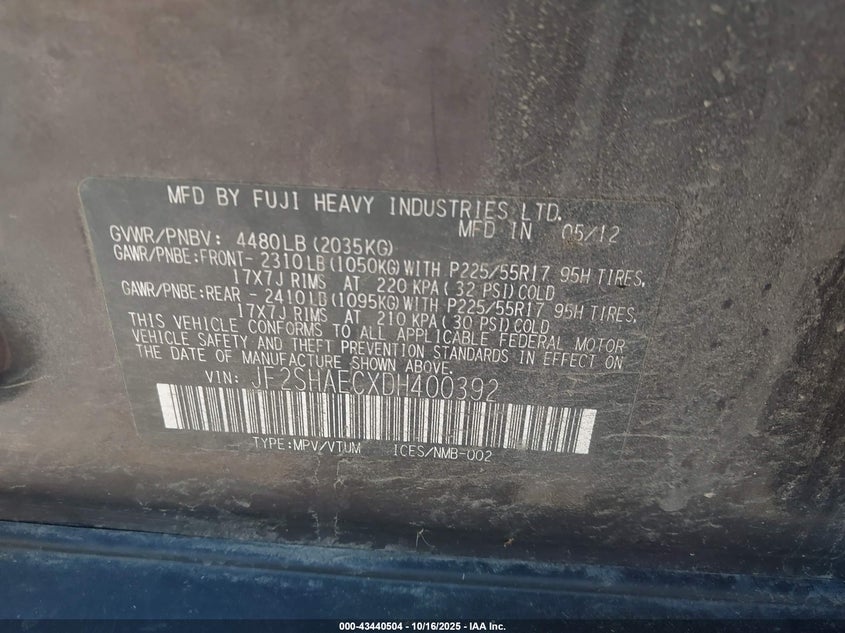 MFD BY FUJI HEAVY INDUSTRIES LTD.
MFD IN 05/12
GVWR/PNBV: 4480LB(2035KG)
GAWR/PNBE:FRONT- 2310LB(1050KG)WITH P225/55R17 95H TIRES,
17X7J RIMS AT 220 KPA( 32 PSI)COLD
GAWR/PNBE:REAR - 2410LB(1095KG)WITH P225/55R17 95H TIRES,
17X7J RIMS AT 210 KPA( 30 PSI)COLD
THIS VEHICLE CONFORMS TO ALL APPLICABLE FEDERAL MOTOR
VEHICLE SAFETY AND THEFT PREVENTION STANDARDS IN EFFECT ON
THE DATE OF MANUFACTURE SHOWN ABOVE.
VIN: JF2SHAECXDH400392
TYPE:MPV/VTUM ICES/NMB-002
000-43440504 - 10/16/2025 - IAA Inc.